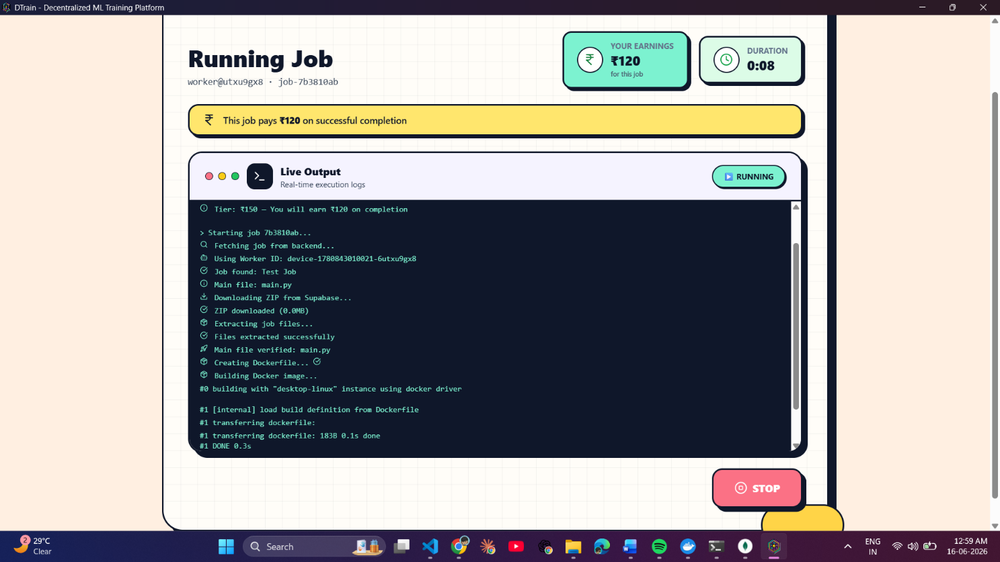 DTrain - Decentralized ML Training Platform
Running Job
worker@utxu9gx8 · job-7b3810ab
YOUR EARNINGS
₹120
for this job
DURATION
0:08
₹ This job pays ₹120 on successful completion
Live Output
Real-time execution logs
RUNNING
Tier: ₹150 — You will earn ₹120 on completion
> Starting job 7b3810ab...
Fetching job from backend...
Using Worker ID: device-1780843010021-6utxu9gx8
Job found: Test Job
Main file: main.py
Downloading ZIP from Supabase...
ZIP downloaded (0.0MB)
Extracting job files...
Files extracted successfully
Main file verified: main.py
Creating Dockerfile...
Building Docker image...
#0 building with "desktop-linux" instance using docker driver
#1 [internal] load build definition from Dockerfile
#1 transferring dockerfile:
#1 transferring dockerfile: 183B 0.1s done
#1 DONE 0.3s
STOP
2
29°C
Clear
Search
ENG
IN
12:59 AM
16-06-2026